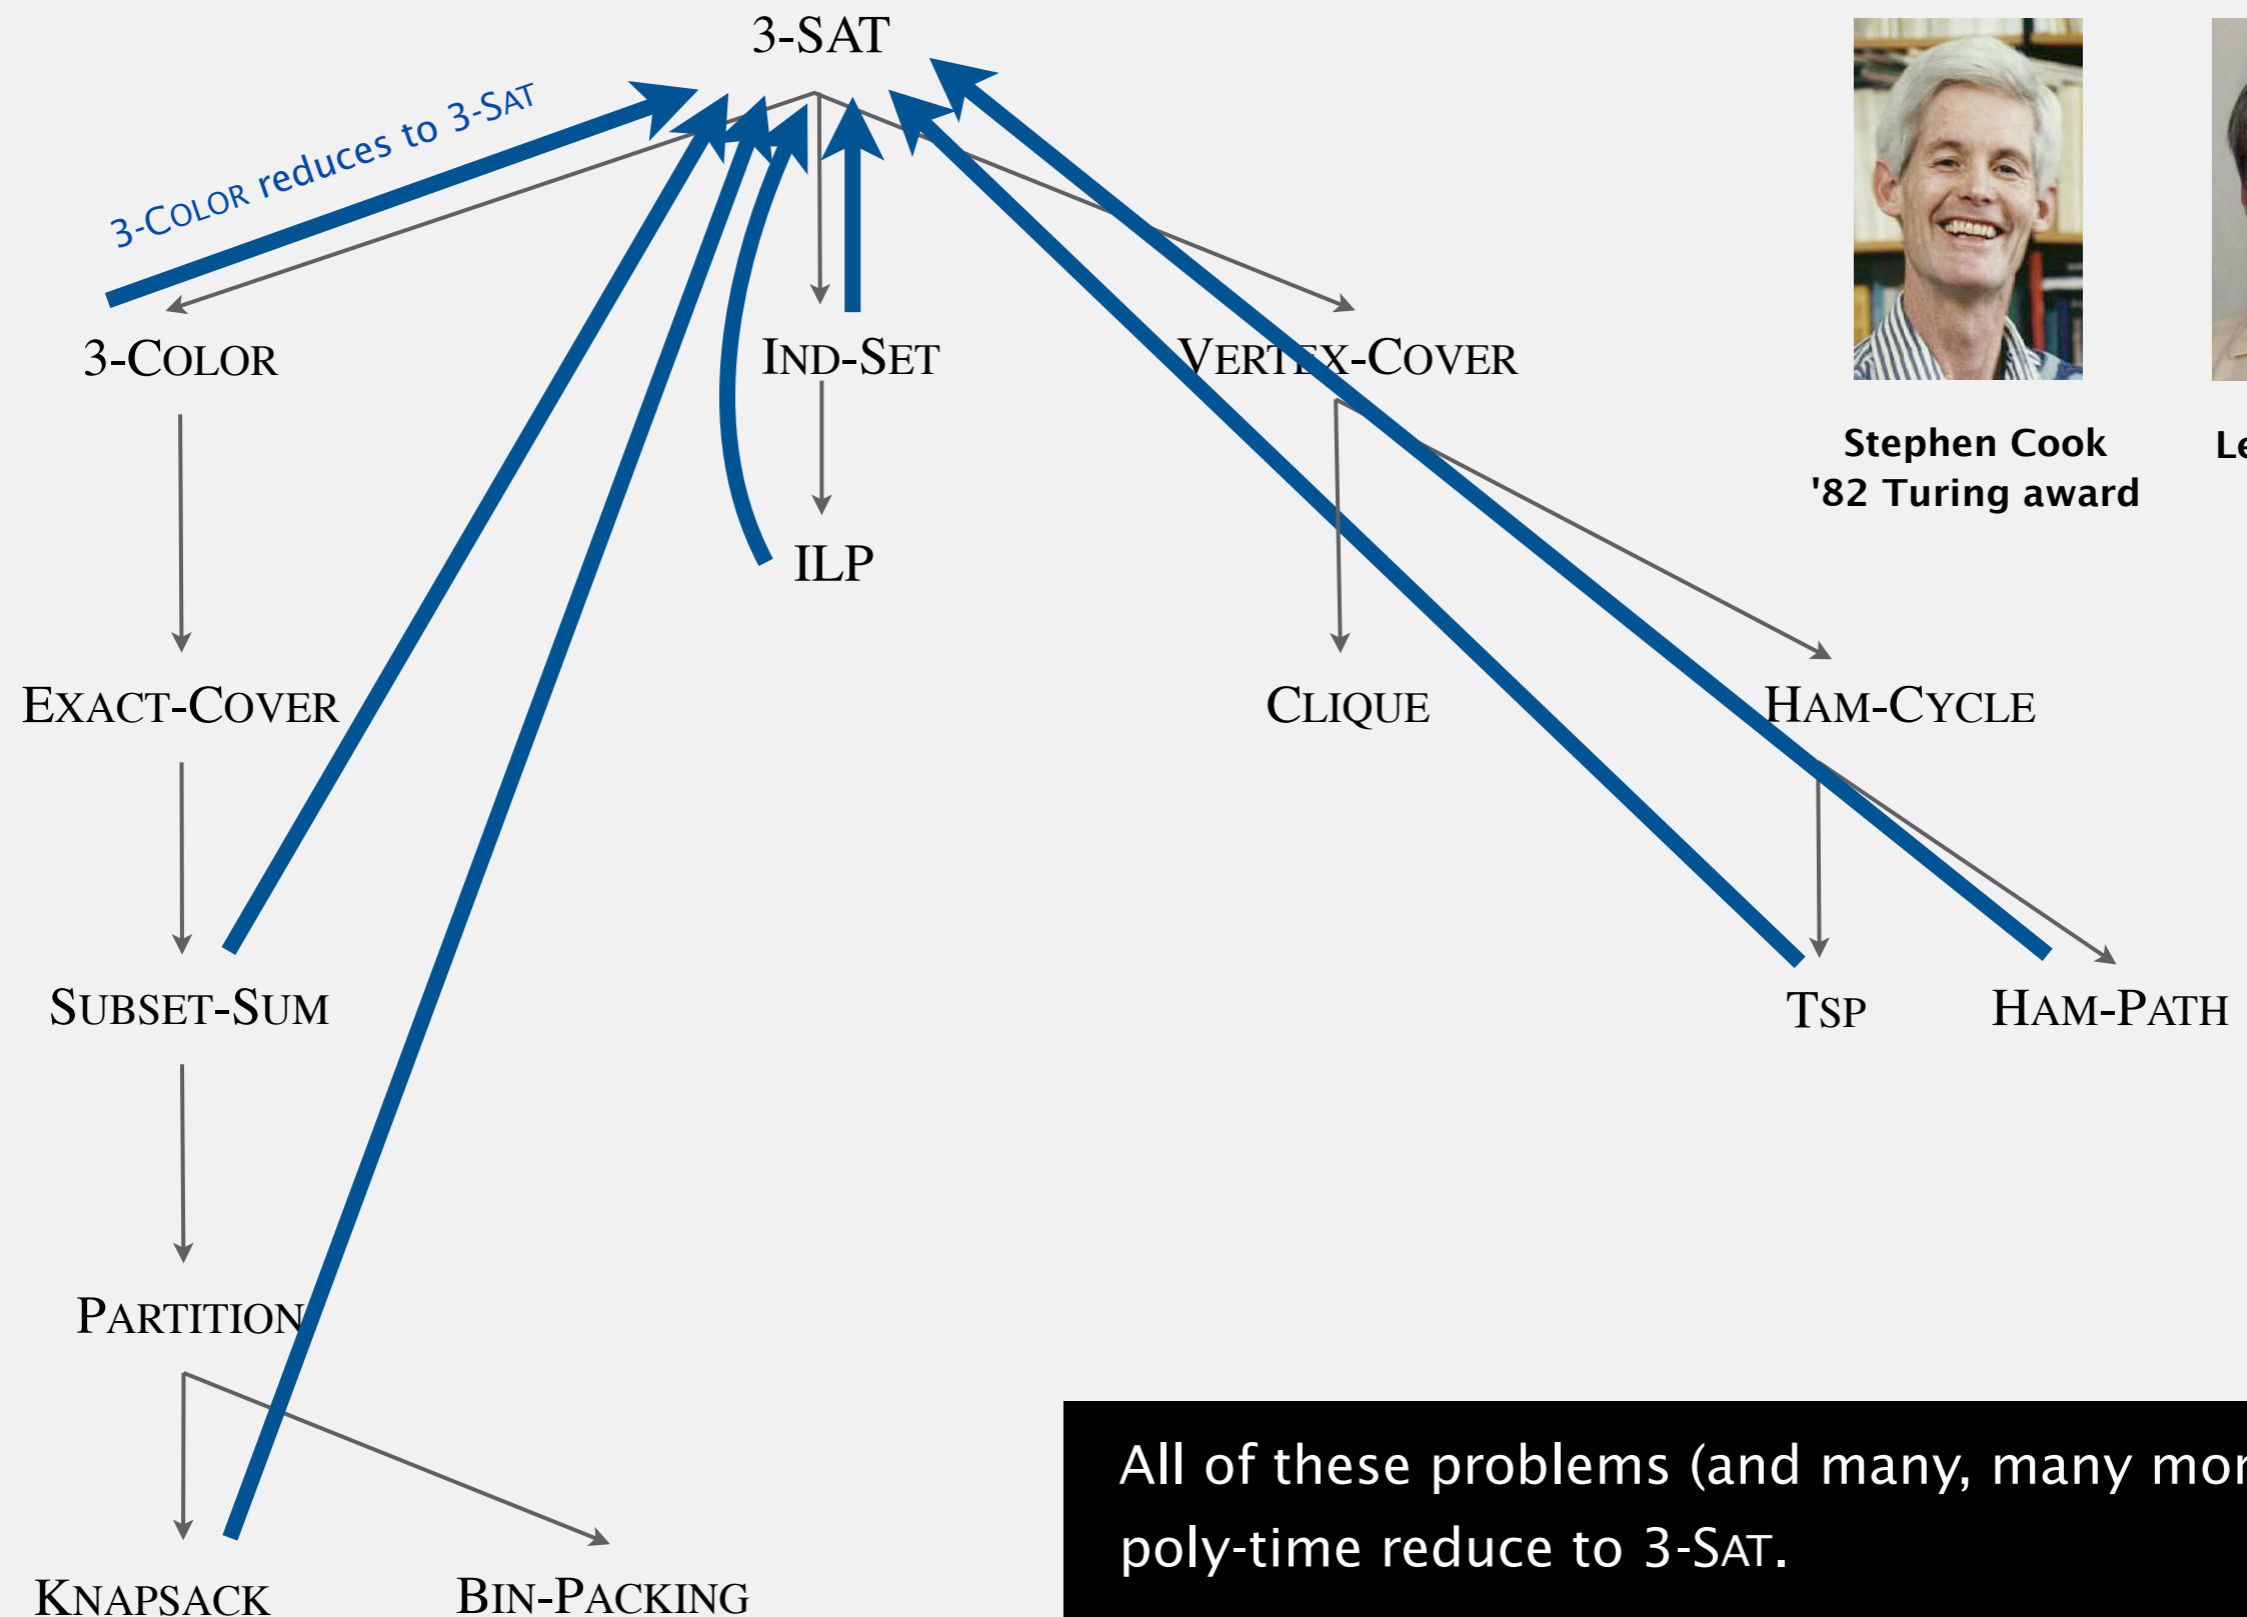 3-SAT
3-COLOR reduces to 3-SAT
3-COLOR
IND-SET
VERTEX-COVER
Stephen Cook
'82 Turing award
ILP
EXACT-COVER
CLIQUE
HAM-CYCLE
SUBSET-SUM
TSP
HAM-PATH
PARTITION
All of these problems (and many, many
poly-time reduce to 3-SAT.
KNAPSACK
BIN-PACKING